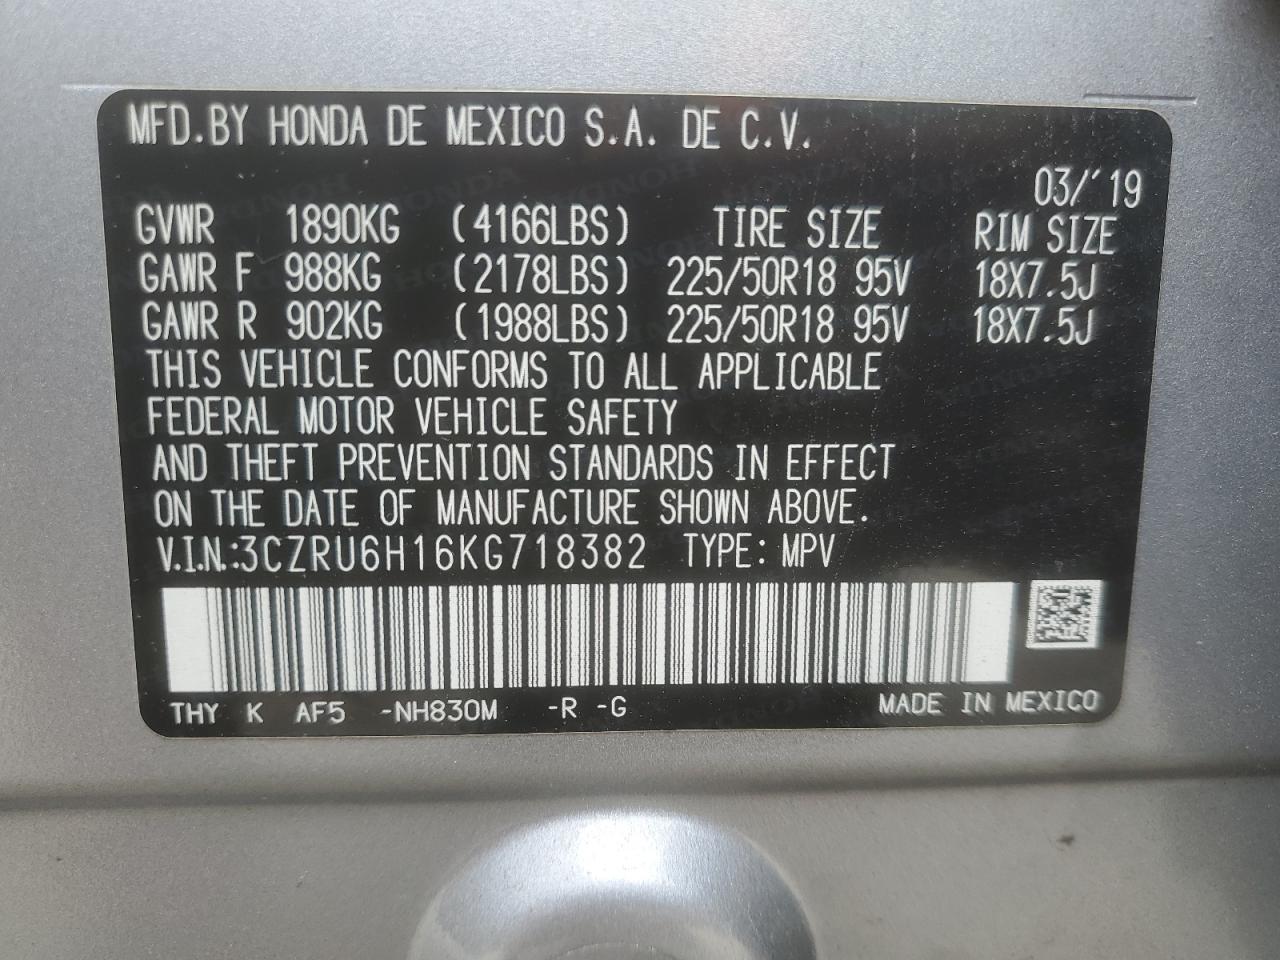 MFD.BY HONDA DE MEXICO S.A. DE C.V.
03/'19
GVWR 1890KG (4166LBS) TIRE SIZE RIM SIZE
GAWR F 988KG (2178LBS) 225/50R18 95V 18X7.5J
GAWR R 902KG (1988LBS) 225/50R18 95V 18X7.5J
THIS VEHICLE CONFORMS TO ALL APPLICABLE
FEDERAL MOTOR VEHICLE SAFETY
AND THEFT PREVENTION STANDARDS IN EFFECT
ON THE DATE OF MANUFACTURE SHOWN ABOVE.
V.I.N.:3CZRU6H16KG718382 TYPE: MPV
THY K AF5 -NH830M -R -G MADE IN MEXICO